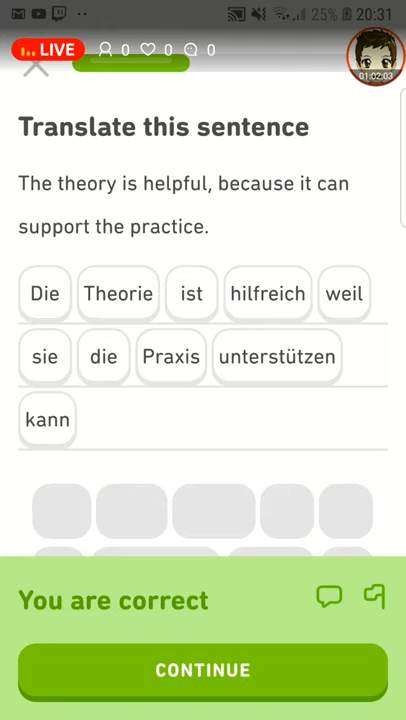 25% 20:31
LIVE 0 0 0
01:02:03
Translate this sentence
The theory is helpful, because it can
support the practice.
Die Theorie ist hilfreich weil
sie die Praxis unterstützen
kann
You are correct
CONTINUE